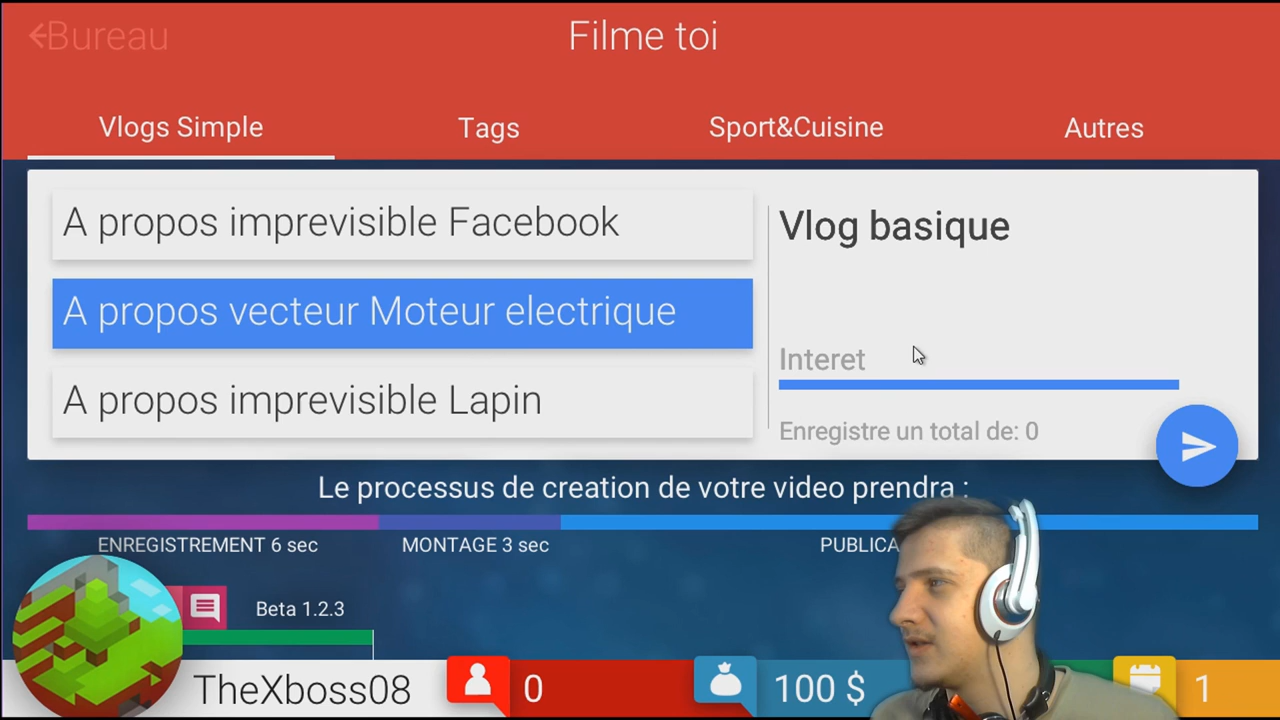 Bureau
Filme toi
Vlogs Simple
Tags
Sport&Cuisine
Autres
A propos imprevisible Facebook
A propos vecteur Moteur electrique
A propos imprevisible Lapin
Vlog basique
Interet
Enregistre un total de: 0
Le processus de creation de votre video prendra :
ENREGISTREMENT 6 sec
MONTAGE 3 sec
Beta 1.2.3
TheXboss08
0
100 $
1